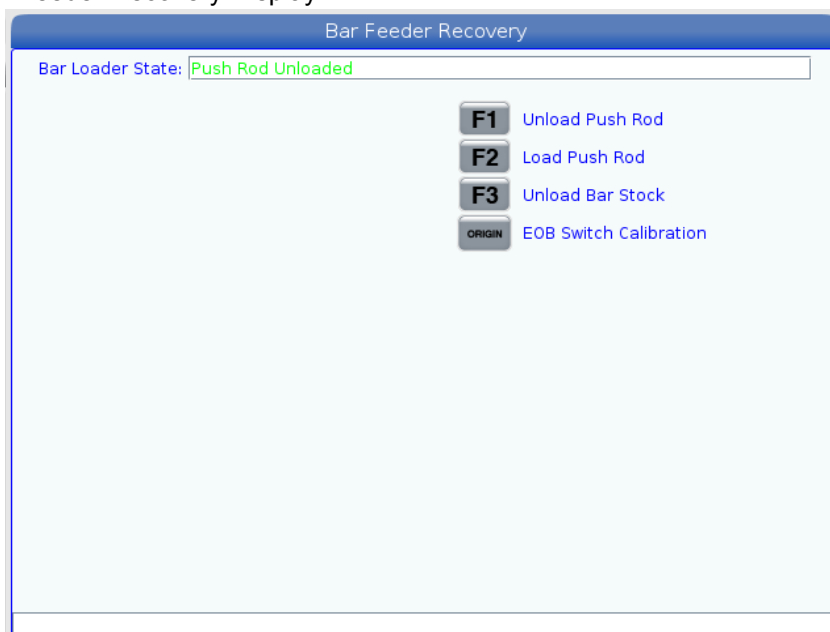 Bar Feeder Recovery
Bar Loader State: Push Rod Unloaded
F1 Unload Push Rod
F2 Load Push Rod
F3 Unload Bar Stock
ORIGIN EOB Switch Calibration